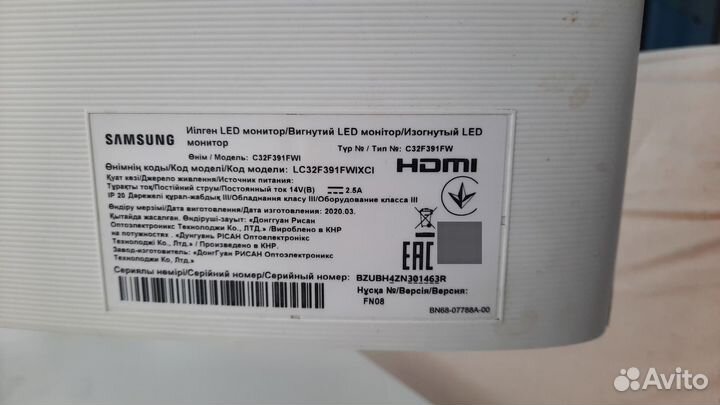 SAMSUNG
Иілген LED монитор/Вигнутий LED монітор/Изогнутый LED
монитор
Түр № / Тип №: C32F391FW
Өнім / Модель: C32F391FWI
Өнімнің коды/Код моделі/Код модели: LC32F391FWIXCI
HDMI
Қуат көзі/Джерело живлення/Источник питания:
Тұрақты ток/Постійний струм/Постоянный ток 14V(B) 2.5A
IP 20 Дәрежелі құрал-жабдық III/Обладнання класу III/Оборудование класса III
Өндіру мерзімі/Дата виготовлення/Дата изготовления: 2020.03.
Қытайда жасалған. Өндіруші-зауыт: «Донггуан Рисан
Оптоэлектроникс Технолоджи Ко., ЛТД.» /Вироблено в КНР
на потужностях . «Дунгуань РІСАН Оптоелектронікс
Технолоджі Ко., Лтд.» / Произведено в КНР.
Завод-изготовитель: «ДонгГуан РИСАН Оптоэлектроникс
Технолоджи Ко, Лтд.»
EAC
Сериялы нөмірі/Серійний номер/Серийный номер: BZUBH4ZN301463R
Нұсқа №/Версія/Версия:
FN08
BN68-07788A-00
Avito